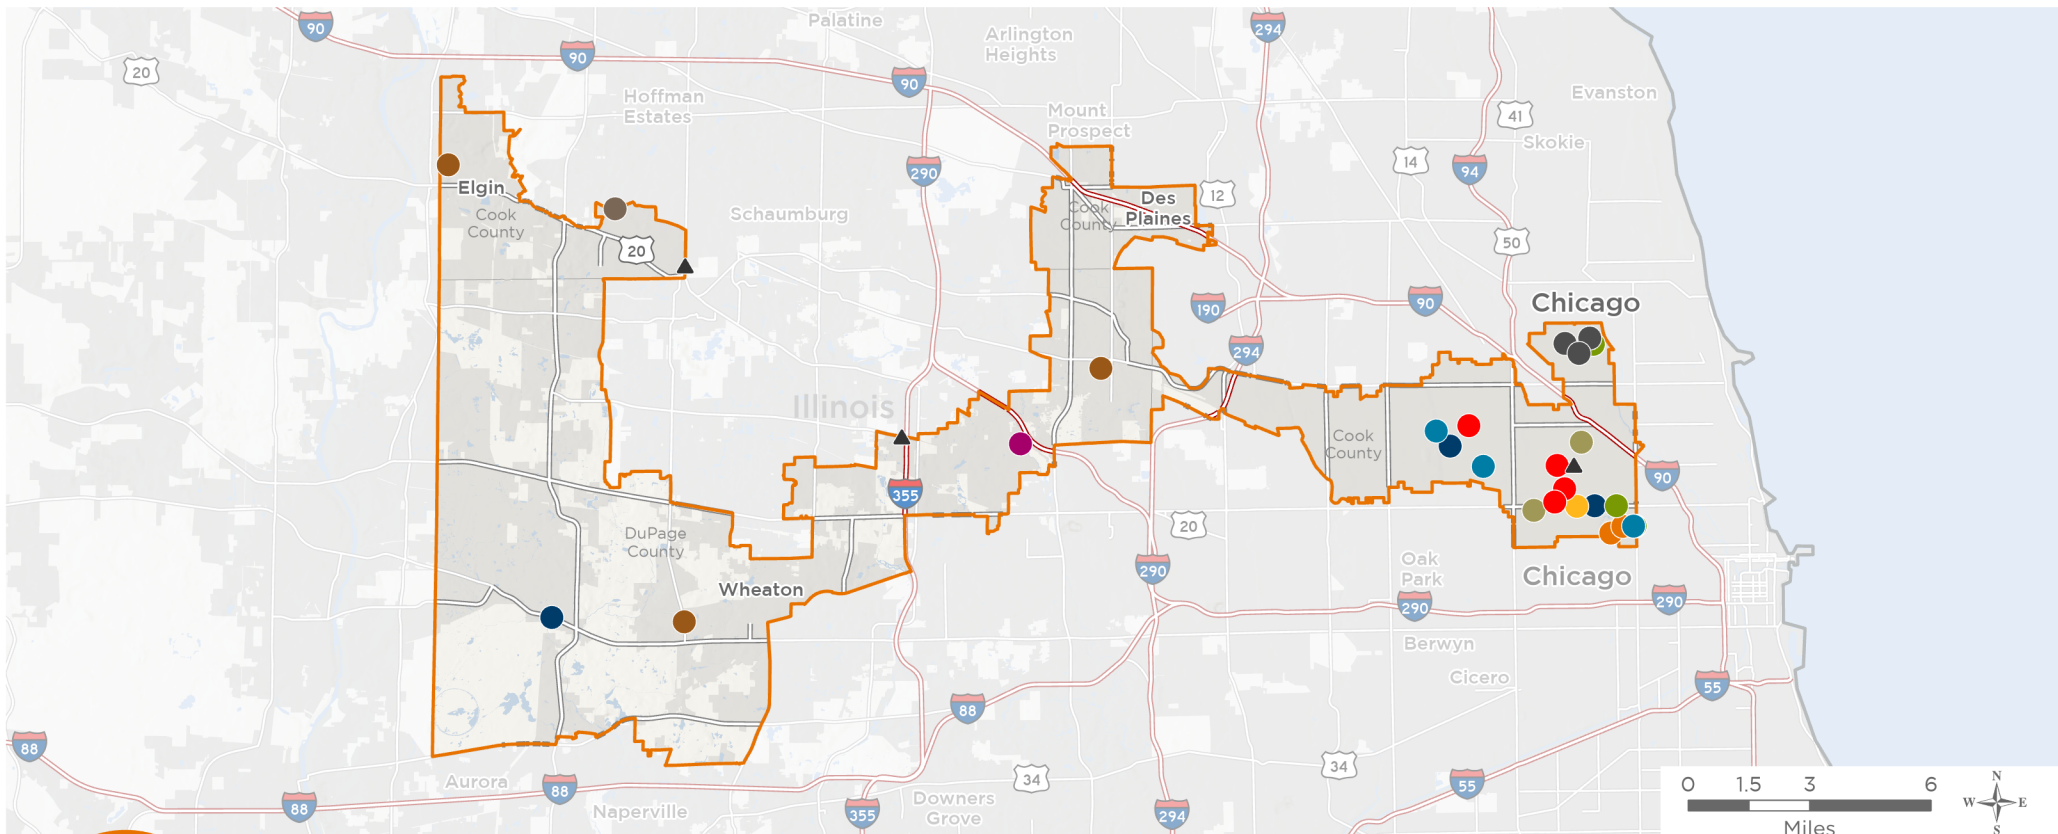 90
294
Palatine
Arlington
Heights
90
20
90
Hoffman
Estates
Evanston
Mount
Prospect
41
Skokie
14
94
290
Elgin
12
Des
Plaines
Cook
County
Schaumburg
Cook
County
20
50
190
90
Chicago
294
Illinois
Cook
County
90
355
20
DuPage
County
Oak
Park
290
Chicago
Wheaton
290
290
Berwyn
Cicero
55
88
88
Aurora
88
Naperville
34
34
55
88
355
Downers
Grove
294
0 1.5 3 6
Miles
N
W E
S